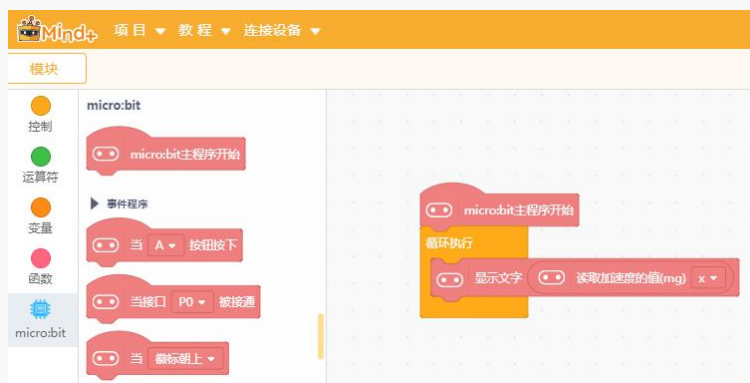 Mind+ 项目 教程 连接设备
模块
控制
运算符
变量
函数
micro:bit
micro:bit
micro:bit主程序开始
事件程序
当 A 按钮按下
当接口 P0 被接通
当 徽标朝上
micro:bit主程序开始
循环执行
显示文字 读取加速度的值(mg) x